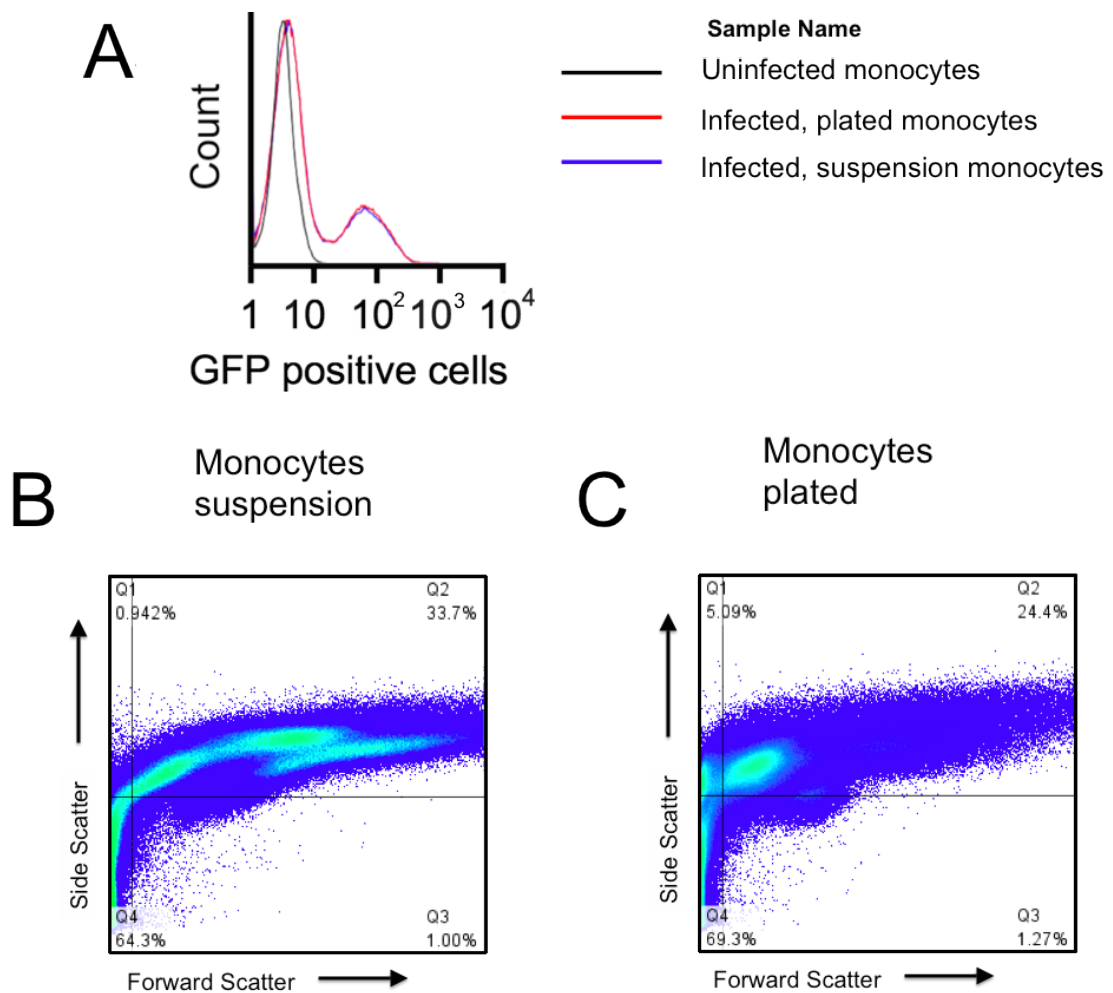 A
Sample Name
Uninfected monocytes
Infected, plated monocytes
Infected, suspension monocytes
Count
1 10 10² 10³ 10⁴
GFP positive cells
B
Monocytes
suspension
C
Monocytes
plated
Q1
0.942%
Q2
33.7%
Side Scatter
Q4
64.3%
Q3
1.00%
Forward Scatter
Q1
5.09%
Q2
24.4%
Side Scatter
Q4
69.3%
Q3
1.27%
Forward Scatter